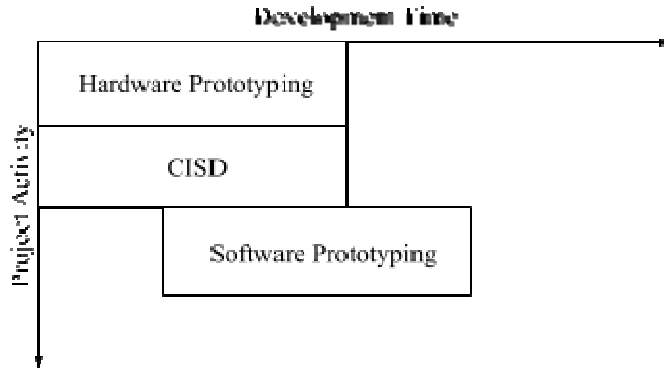 Development Time
Hardware Prototyping
CISD
Software Prototyping
Project Activity